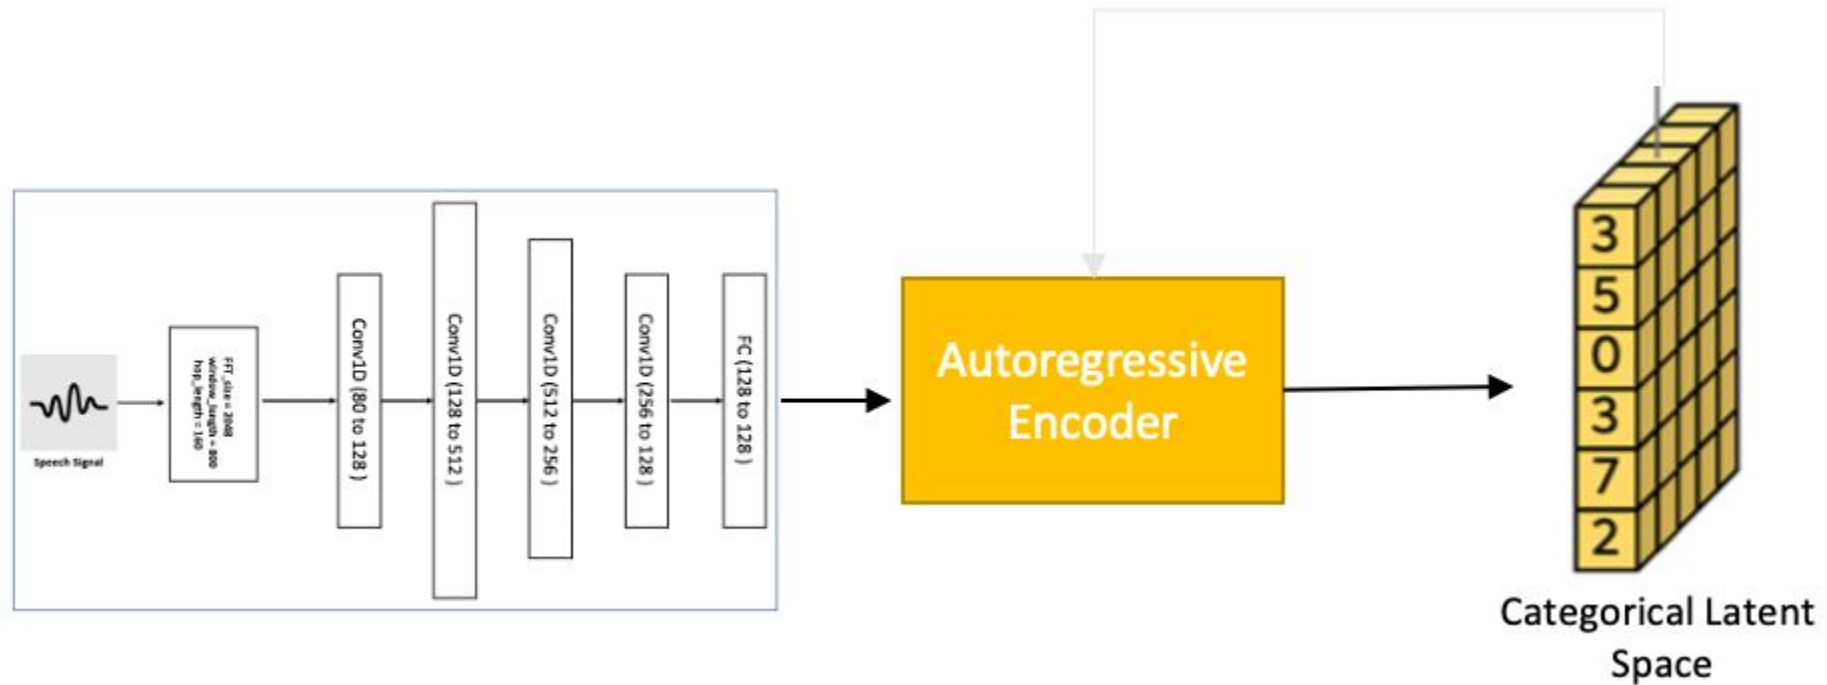 Speech Signal
FFT_size = 2048
window_length = 800
hop_length = 160
Conv1D (80 to 128 )
Conv1D (128 to 512 )
Conv1D (512 to 256 )
Conv1D (256 to 128 )
FC (128 to 128 )
Autoregressive
Encoder
3
5
0
3
7
2
Categorical Latent
Space